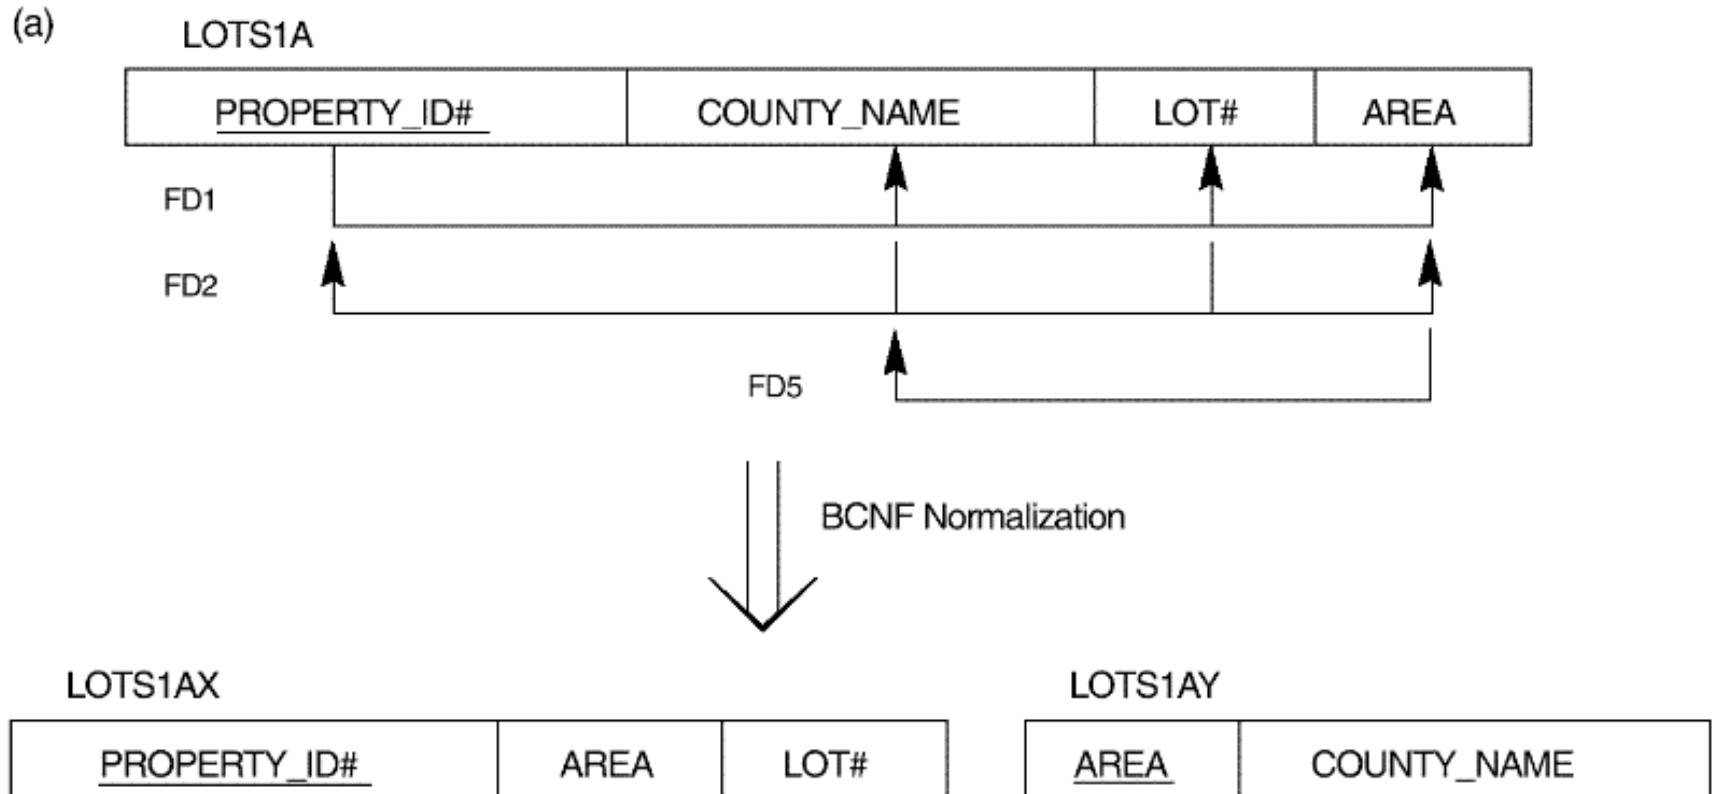 (a)
LOTS1A
PROPERTY_ID# COUNTY_NAME LOT# AREA
FD1
FD2
FD5
BCNF Normalization
LOTS1AX
PROPERTY_ID# AREA LOT#
LOTS1AY
AREA COUNTY_NAME